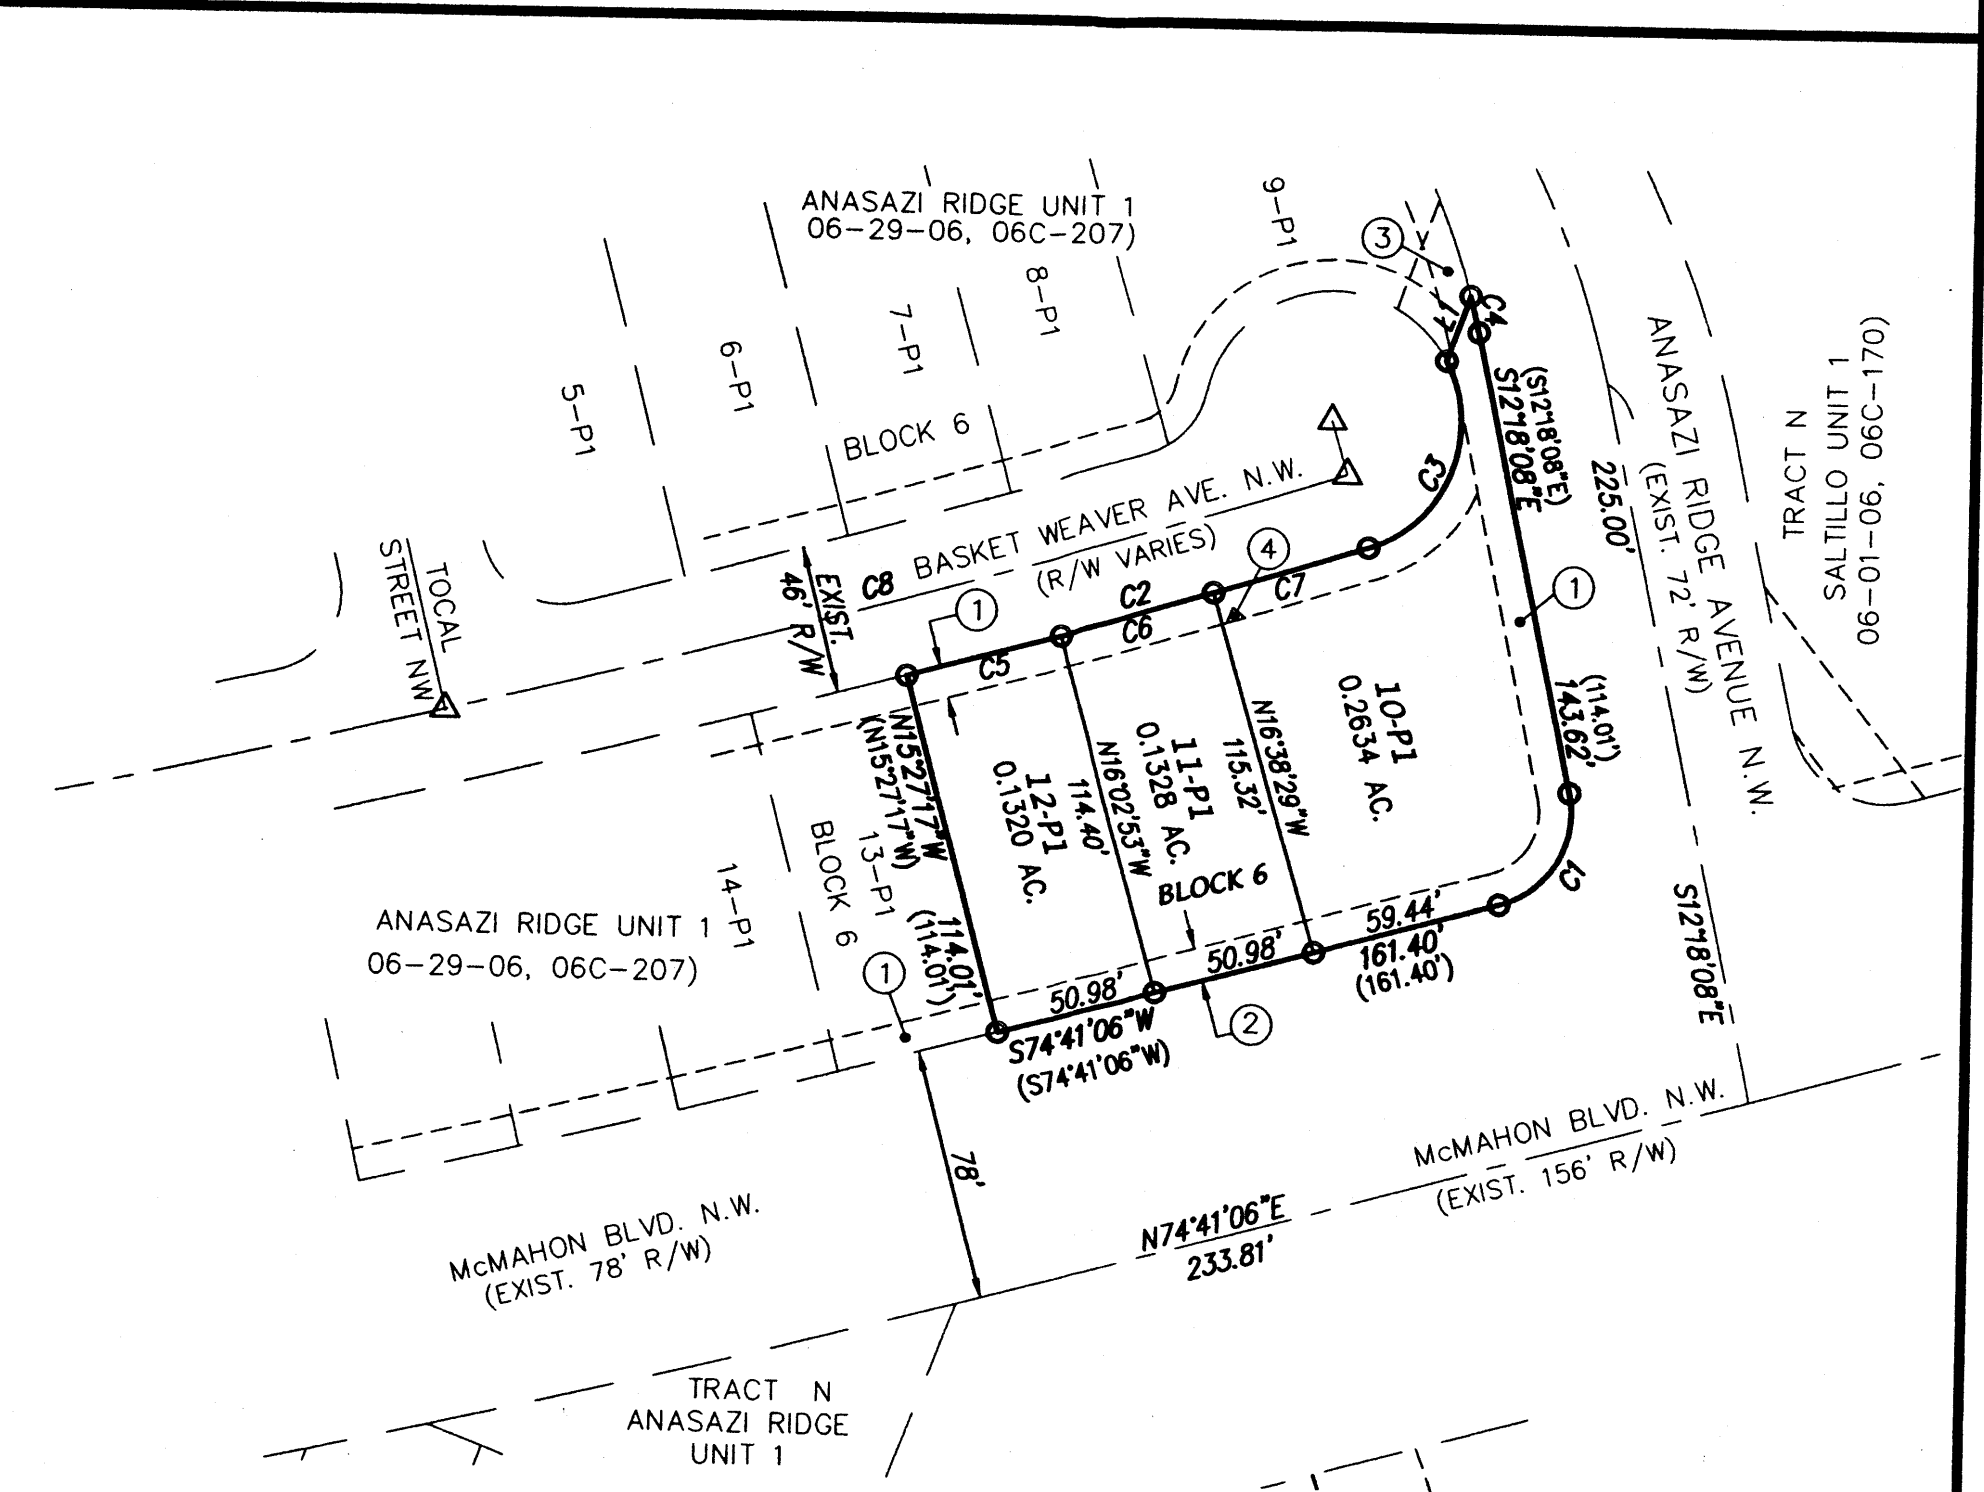 ANASAZI RIDGE UNIT 1
06-29-06, 06C-207)
9-P1
8-P1
7-P1
6-P1
5-P1
BLOCK 6
3
C4
C3
(S12°18'08"E)
S12°18'08"E
225.00'
ANASAZI RIDGE AVENUE N.W.
(EXIST. 72' R/W)
TRACT N
SALTILLO UNIT 1
06-01-06, 06C-170)
TOCAL
STREET NW
EXIST.
46' R/W
C8
BASKET WEAVER AVE. N.W.
(R/W VARIES)
4
1
C2
C7
C6
C5
1
(114.01')
143.62'
N15°27'17"W
(N15°27'17"W)
114.01'
(114.01')
12-P1
0.1320 AC.
N16°02'53"W
114.40'
11-P1
0.1328 AC.
N16°38'29"W
115.32'
10-P1
0.2634 AC.
BLOCK 6
13-P1
BLOCK 6
14-P1
ANASAZI RIDGE UNIT 1
06-29-06, 06C-207)
1
50.98'
50.98'
59.44'
161.40'
(161.40')
2
S74°41'06"W
(S74°41'06"W)
S12°18'08"E
78'
McMAHON BLVD. N.W.
(EXIST. 156' R/W)
N74°41'06"E
233.81'
McMAHON BLVD. N.W.
(EXIST. 78' R/W)
TRACT N
ANASAZI RIDGE
UNIT 1